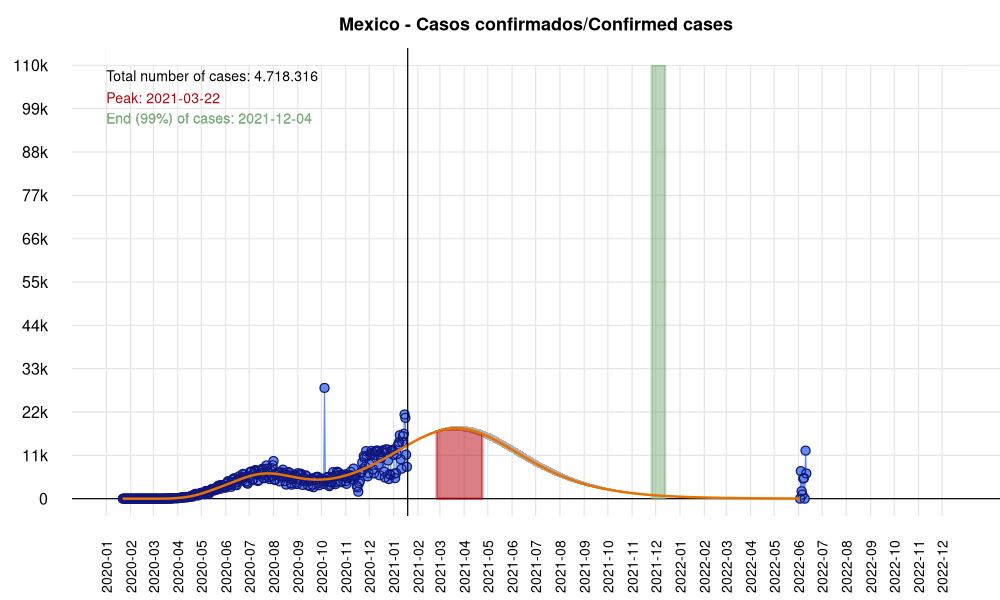 Mexico - Casos confirmados/Confirmed cases
Total number of cases: 4.718.316
Peak: 2021-03-22
End (99%) of cases: 2021-12-04
110k
99k
88k
77k
66k
55k
44k
33k
22k
11k
0
2020-01
2020-02
2020-03
2020-04
2020-05
2020-06
2020-07
2020-08
2020-09
2020-10
2020-11
2020-12
2021-01
2021-02
2021-03
2021-04
2021-05
2021-06
2021-07
2021-08
2021-09
2021-10
2021-11
2021-12
2022-01
2022-02
2022-03
2022-04
2022-05
2022-06
2022-07
2022-08
2022-09
2022-10
2022-11
2022-12